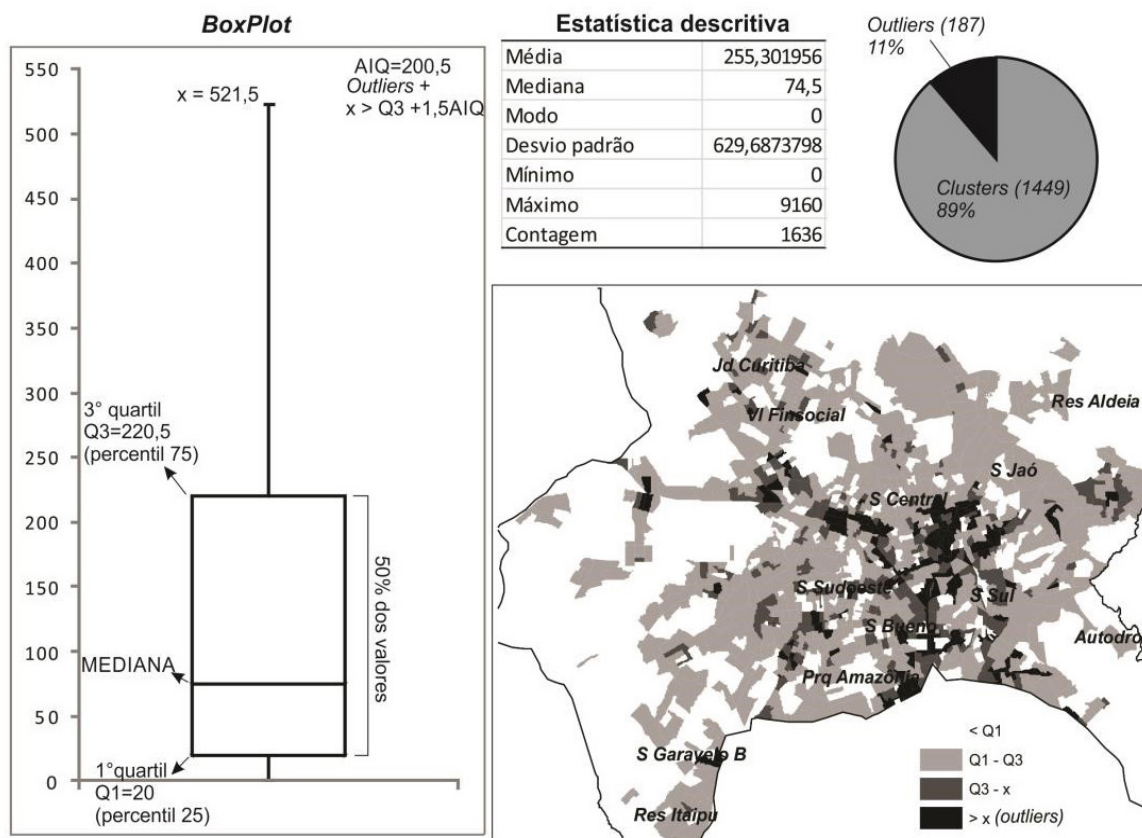 BoxPlot
AIQ=200,5
Outliers +
x > Q3 +1,5AIQ
x = 521,5
550
500
450
400
350
300
250
200
150
100
50
0
3° quartil
Q3=220,5
(percentil 75)
50% dos valores
MEDIANA
1°quartil
Q1=20
(percentil 25)
Estatística descritiva
Média 255,301956
Mediana 74,5
Modo 0
Desvio padrão 629,6873798
Mínimo 0
Máximo 9160
Contagem 1636
Outliers (187)
11%
Clusters (1449)
89%
Jd Curitiba
Vl Finsocial
Res Aldeia
S Jaó
S Central
S Sudoeste
S Sul
S Bueno
Autodro
Prq Amazônia
S Garavelo B
Res Itaipu
< Q1
Q1 - Q3
Q3 - x
> x (outliers)